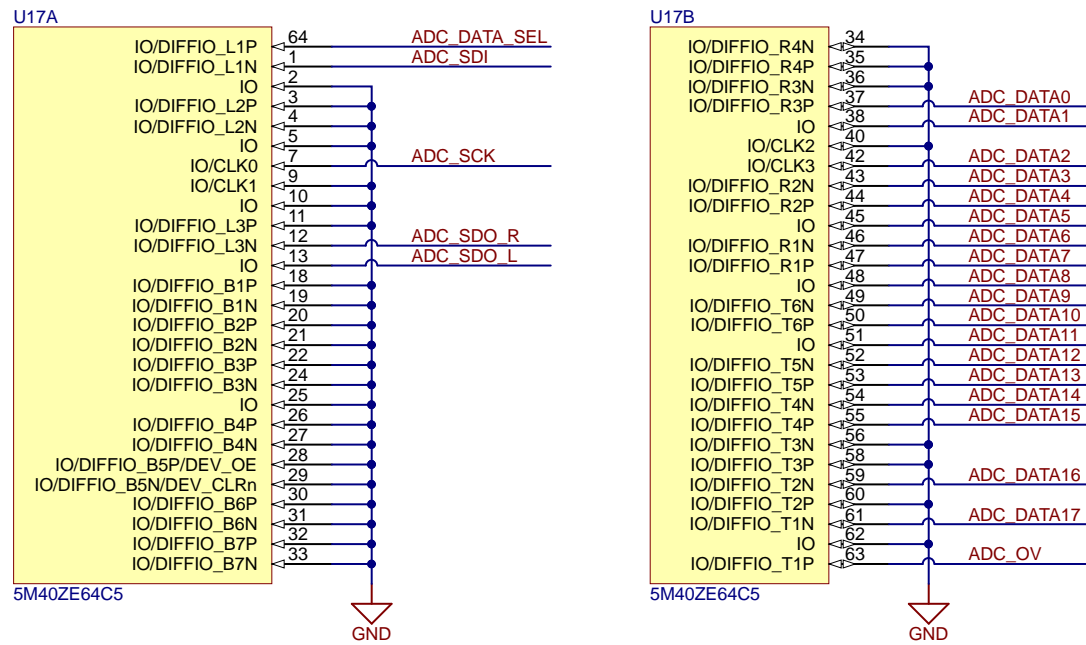 U17A
IO/DIFFIO_L1P 64 ADC_DATA_SEL
IO/DIFFIO_L1N 1 ADC_SDI
IO 2
IO/DIFFIO_L2P 3
IO/DIFFIO_L2N 4
IO 5
IO/CLK0 7 ADC_SCK
IO/CLK1 9
IO 10
IO/DIFFIO_L3P 11
IO/DIFFIO_L3N 12 ADC_SDO_R
IO 13 ADC_SDO_L
IO/DIFFIO_B1P 18
IO/DIFFIO_B1N 19
IO/DIFFIO_B2P 20
IO/DIFFIO_B2N 21
IO/DIFFIO_B3P 22
IO/DIFFIO_B3N 24
IO 25
IO/DIFFIO_B4P 26
IO/DIFFIO_B4N 27
IO/DIFFIO_B5P/DEV_OE 28
IO/DIFFIO_B5N/DEV_CLRn 29
IO/DIFFIO_B6P 30
IO/DIFFIO_B6N 31
IO/DIFFIO_B7P 32
IO/DIFFIO_B7N 33
5M40ZE64C5
GND
U17B
IO/DIFFIO_R4N 34
IO/DIFFIO_R4P 35
IO/DIFFIO_R3N 36
IO/DIFFIO_R3P 37 ADC_DATA0
IO 38 ADC_DATA1
IO/CLK2 40
IO/CLK3 42 ADC_DATA2
IO/DIFFIO_R2N 43 ADC_DATA3
IO/DIFFIO_R2P 44 ADC_DATA4
IO 45 ADC_DATA5
IO/DIFFIO_R1N 46 ADC_DATA6
IO/DIFFIO_R1P 47 ADC_DATA7
IO 48 ADC_DATA8
IO/DIFFIO_T6N 49 ADC_DATA9
IO/DIFFIO_T6P 50 ADC_DATA10
IO 51 ADC_DATA11
IO/DIFFIO_T5N 52 ADC_DATA12
IO/DIFFIO_T5P 53 ADC_DATA13
IO/DIFFIO_T4N 54 ADC_DATA14
IO/DIFFIO_T4P 55 ADC_DATA15
IO/DIFFIO_T3N 56
IO/DIFFIO_T3P 58
IO/DIFFIO_T2N 59 ADC_DATA16
IO/DIFFIO_T2P 60
IO/DIFFIO_T1N 61 ADC_DATA17
IO 62
IO/DIFFIO_T1P 63 ADC_OV
5M40ZE64C5
GND